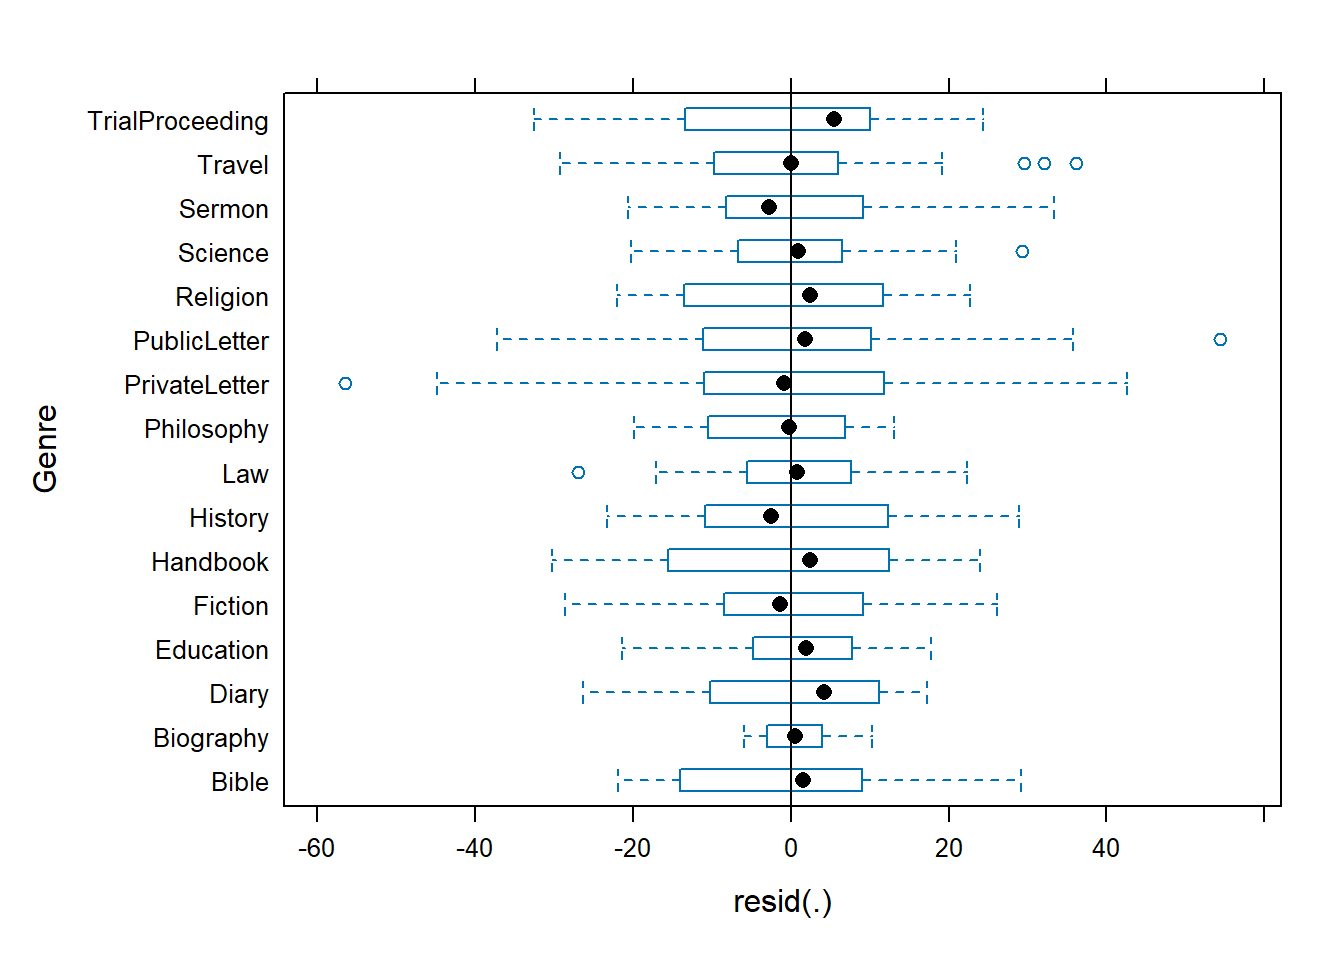 TrialProceeding
Travel
Sermon
Science
Religion
PublicLetter
PrivateLetter
Philosophy
Law
History
Handbook
Fiction
Education
Diary
Biography
Bible
Genre
-60 -40 -20 0 20 40
resid(.)